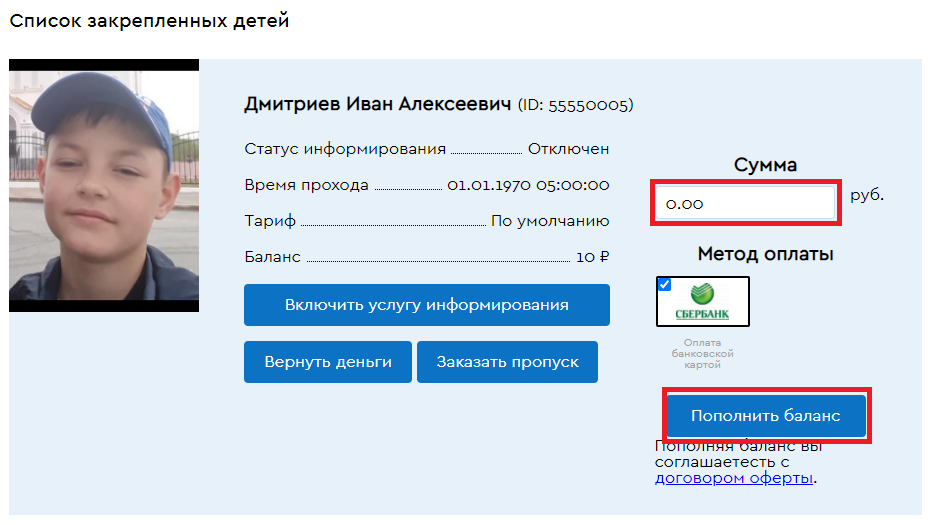 Список закрепленных детей
Дмитриев Иван Алексеевич (ID: 55550005)
Статус информирования Отключен
Время прохода 01.01.1970 05:00:00
Тариф По умолчанию
Баланс 10 ₽
Включить услугу информирования
Вернуть деньги Заказать пропуск
Сумма
0.00 руб.
Метод оплаты
СБЕРБАНК
Оплата
банковской
картой
Пополнить баланс
Пополняя баланс вы
соглашаетесть с
договором оферты.